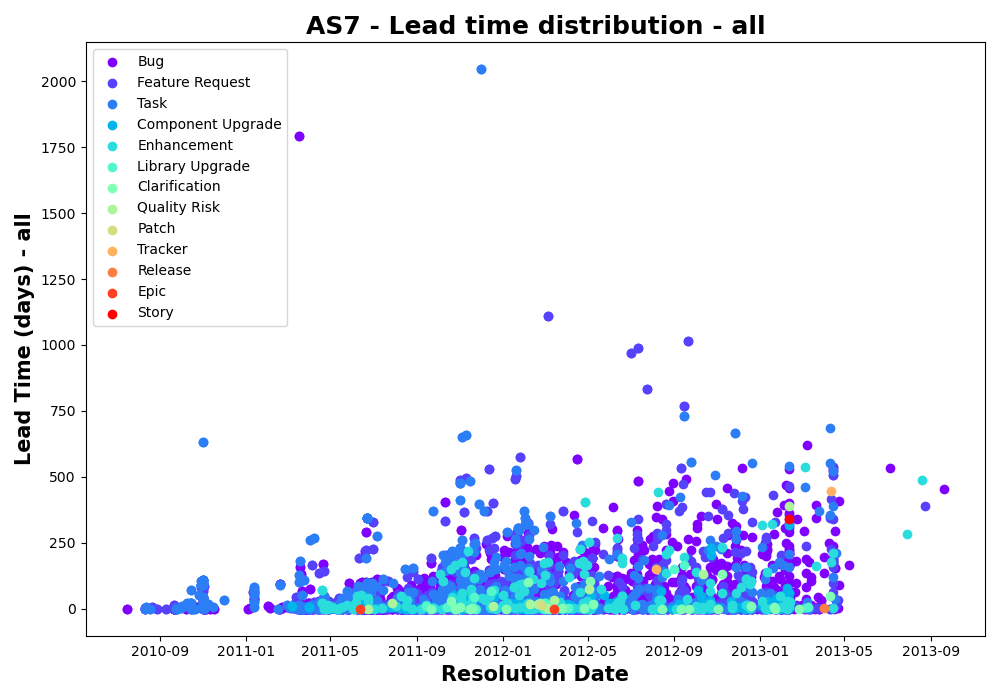 AS7 - Lead time distribution - all
Bug
Feature Request
Task
Component Upgrade
Enhancement
Library Upgrade
Clarification
Quality Risk
Patch
Tracker
Release
Epic
Story
Lead Time (days) - all
2000
1750
1500
1250
1000
750
500
250
0
2010-09 2011-01 2011-05 2011-09 2012-01 2012-05 2012-09 2013-01 2013-05 2013-09
Resolution Date